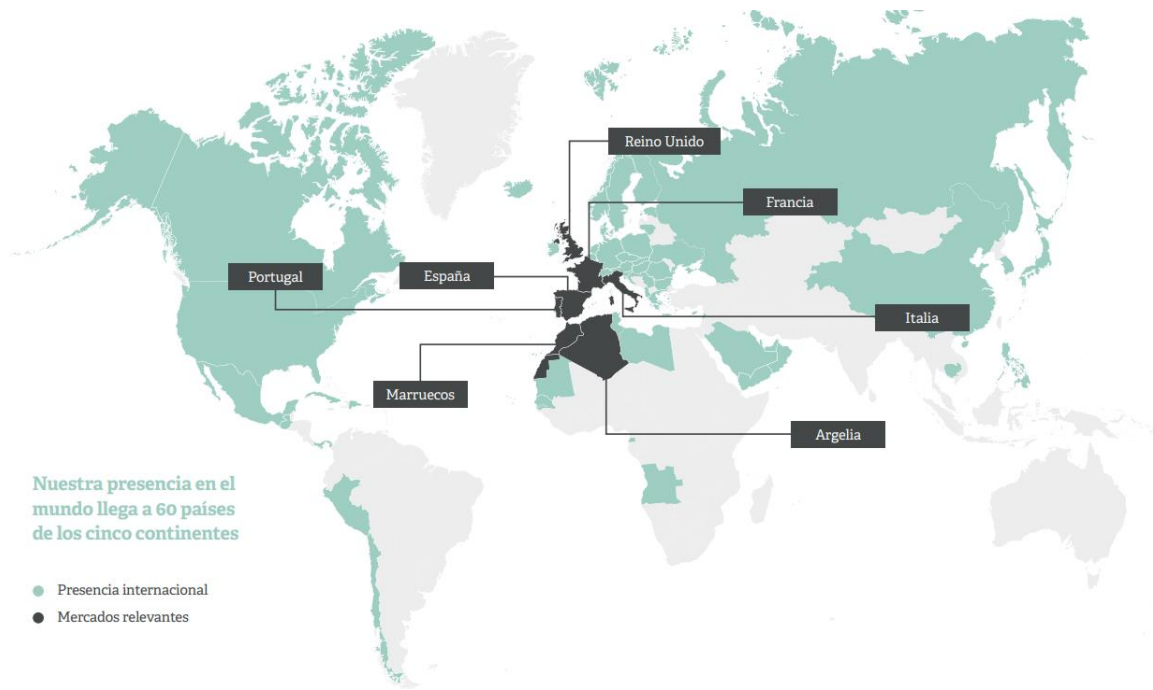 Reino Unido
Francia
Portugal
España
Italia
Marruecos
Argelia
Nuestra presencia en el
mundo llega a 60 países
de los cinco continentes
Presencia internacional
Mercados relevantes